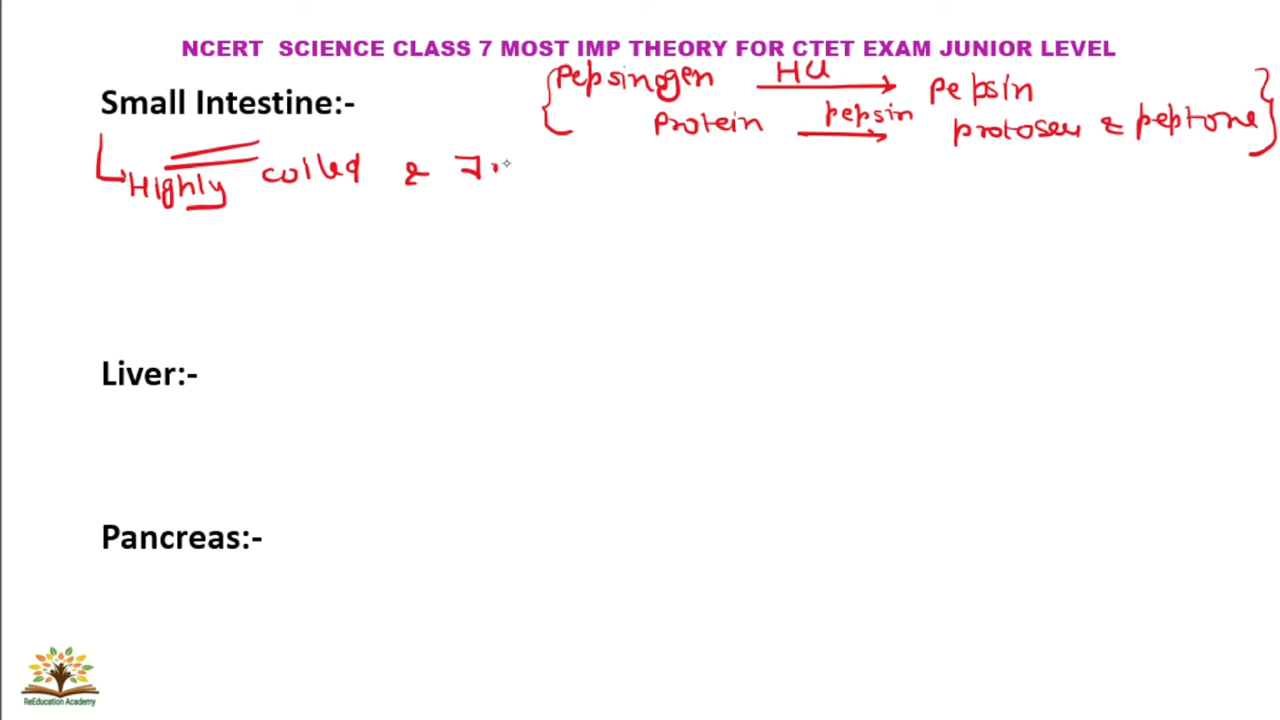 NCERT SCIENCE CLASS 7 MOST IMP THEORY FOR CTET EXAM JUNIOR LEVEL
Pepsinogen HCl Pepsin
Small Intestine:-
Protein pepsin protoses & peptone
Highly coiled &
Liver:-
Pancreas:-
ReEducation Academy